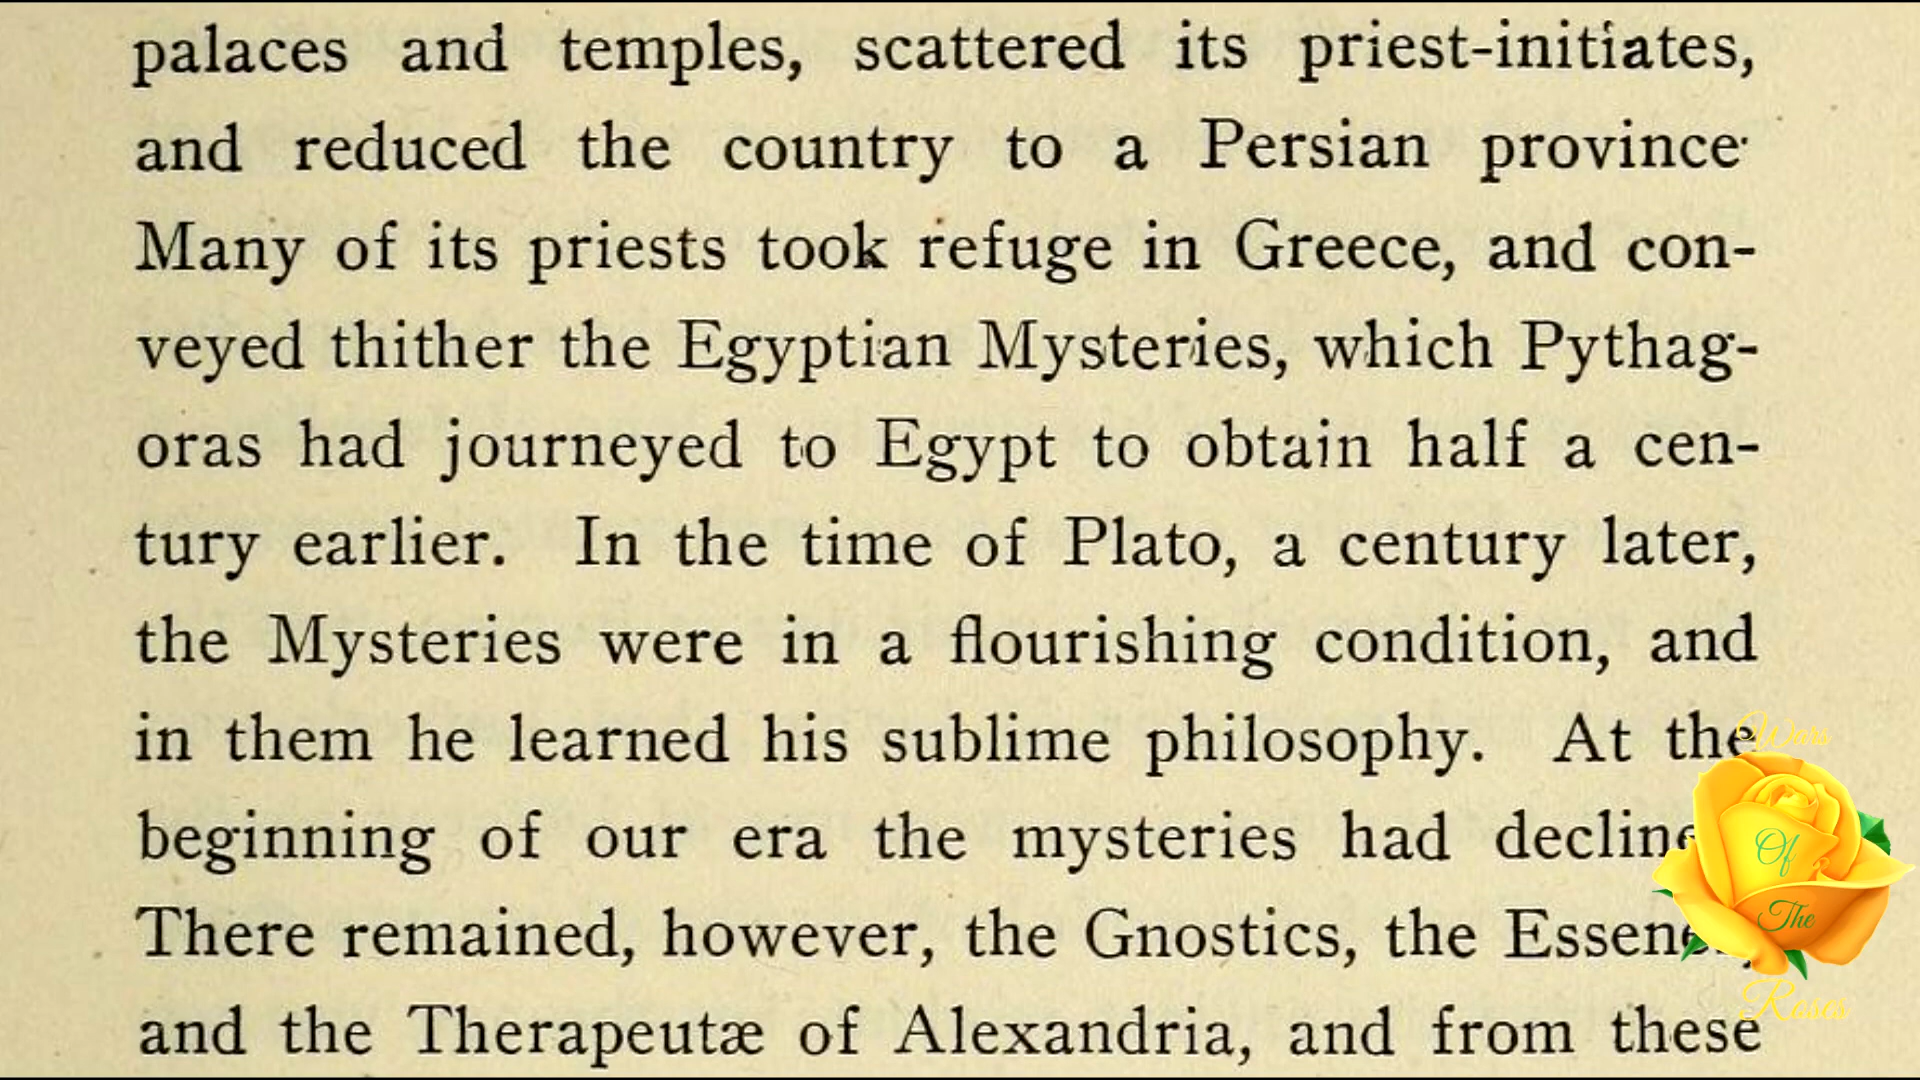 palaces and temples, scattered its priest-initiates,
and reduced the country to a Persian province·
Many of its priests took refuge in Greece, and con-
veyed thither the Egyptian Mysteries, which Pythag-
oras had journeyed to Egypt to obtain half a cen-
tury earlier. In the time of Plato, a century later,
the Mysteries were in a flourishing condition, and
in them he learned his sublime philosophy. At the
beginning of our era the mysteries had
There remained, however, the Gnostics, the
and the Therapeutæ of Alexandria, and from these
Wars
Of
The
Roses